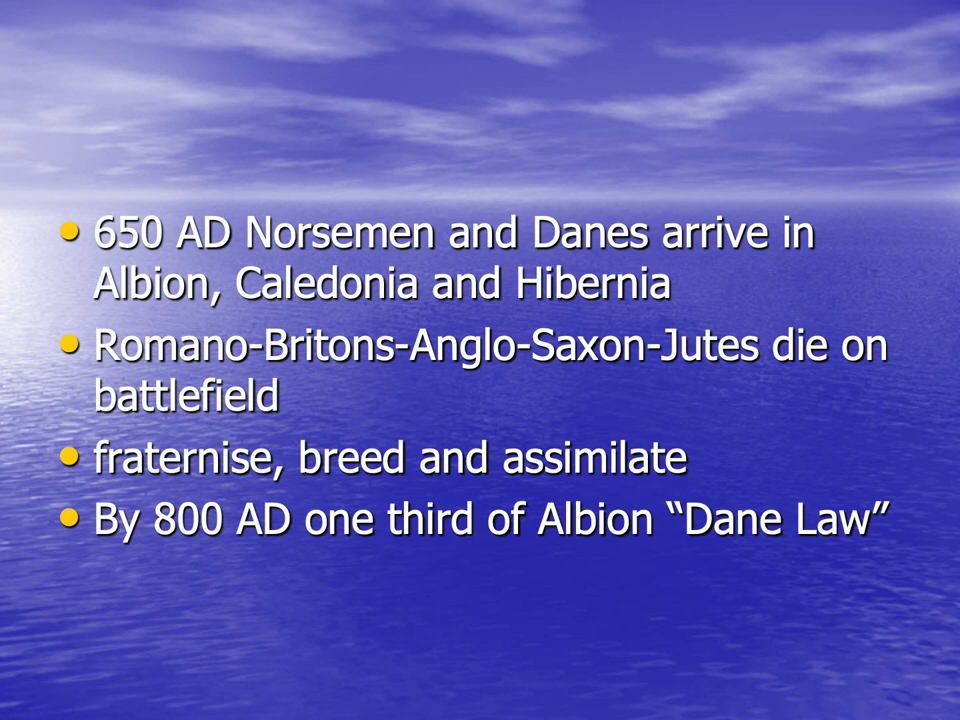 • 650 AD Norsemen and Danes arrive in
Albion, Caledonia and Hibernia
• Romano-Britons-Anglo-Saxon-Jutes die on
battlefield
• fraternise, breed and assimilate
• By 800 AD one third of Albion “Dane Law”